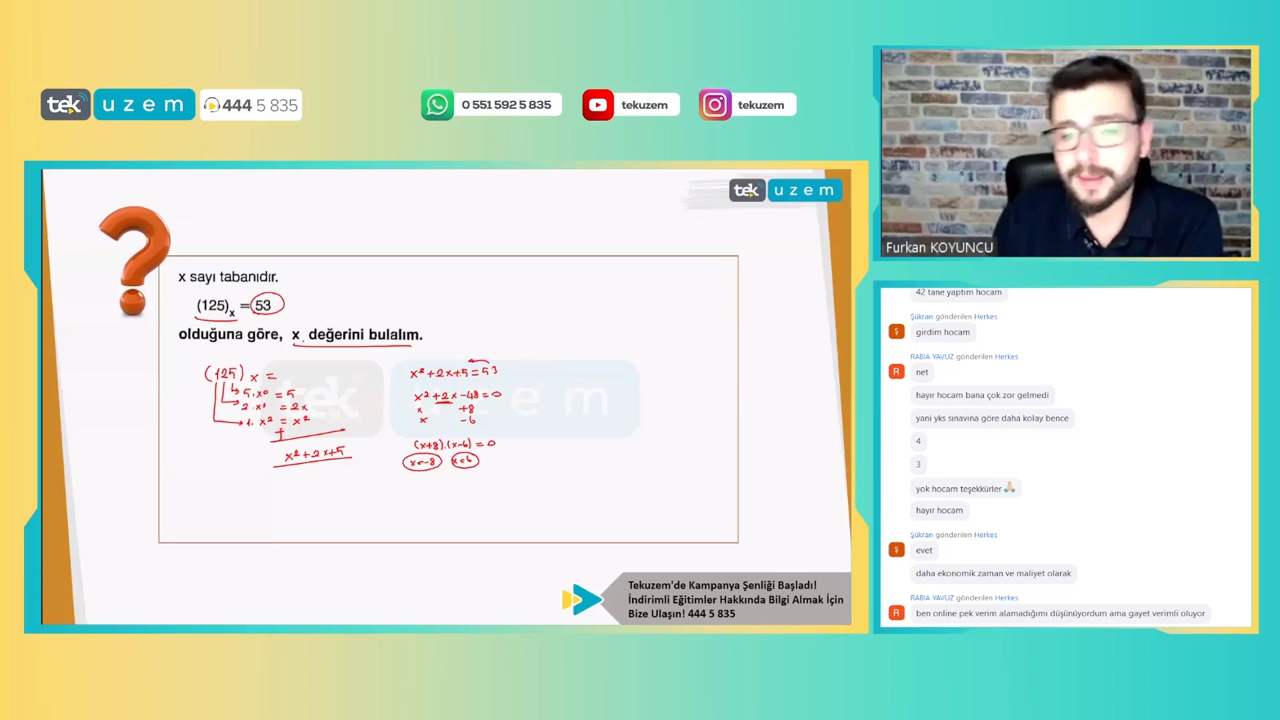 tek uzem 444 5 835
0 551 592 5 835
tekuzem
tekuzem
tek uzem
x sayı tabanıdır.
(125)x = 53
olduğuna göre, x değerini bulalım.
(125)x =
5.x⁰ = 5
2.x¹ = 2x
1.x² = x²
+
x²+2x+5
x²+2x+5=53
x²+2x-48=0
x +8
x -6
(x+8).(x-6)=0
x=-8 x=6
tek uzem
Tekuzem'de Kampanya Şenliği Başladı!
İndirimli Eğitimler Hakkında Bilgi Almak İçin
Bize Ulaşın! 444 5 835
Furkan KOYUNCU
42 tane yaptım hocam
Şükran gönderilen Herkes
Ş girdim hocam
RABIA YAVUZ gönderilen Herkes
R net
hayır hocam bana çok zor gelmedi
yani yks sınavına göre daha kolay bence
4
3
yok hocam teşekkürler 🙏🏼
hayır hocam
Şükran gönderilen Herkes
Ş evet
daha ekonomik zaman ve maliyet olarak
RABIA YAVUZ gönderilen Herkes
R ben online pek verim alamadığımı düşünüyordum ama gayet verimli oluyor